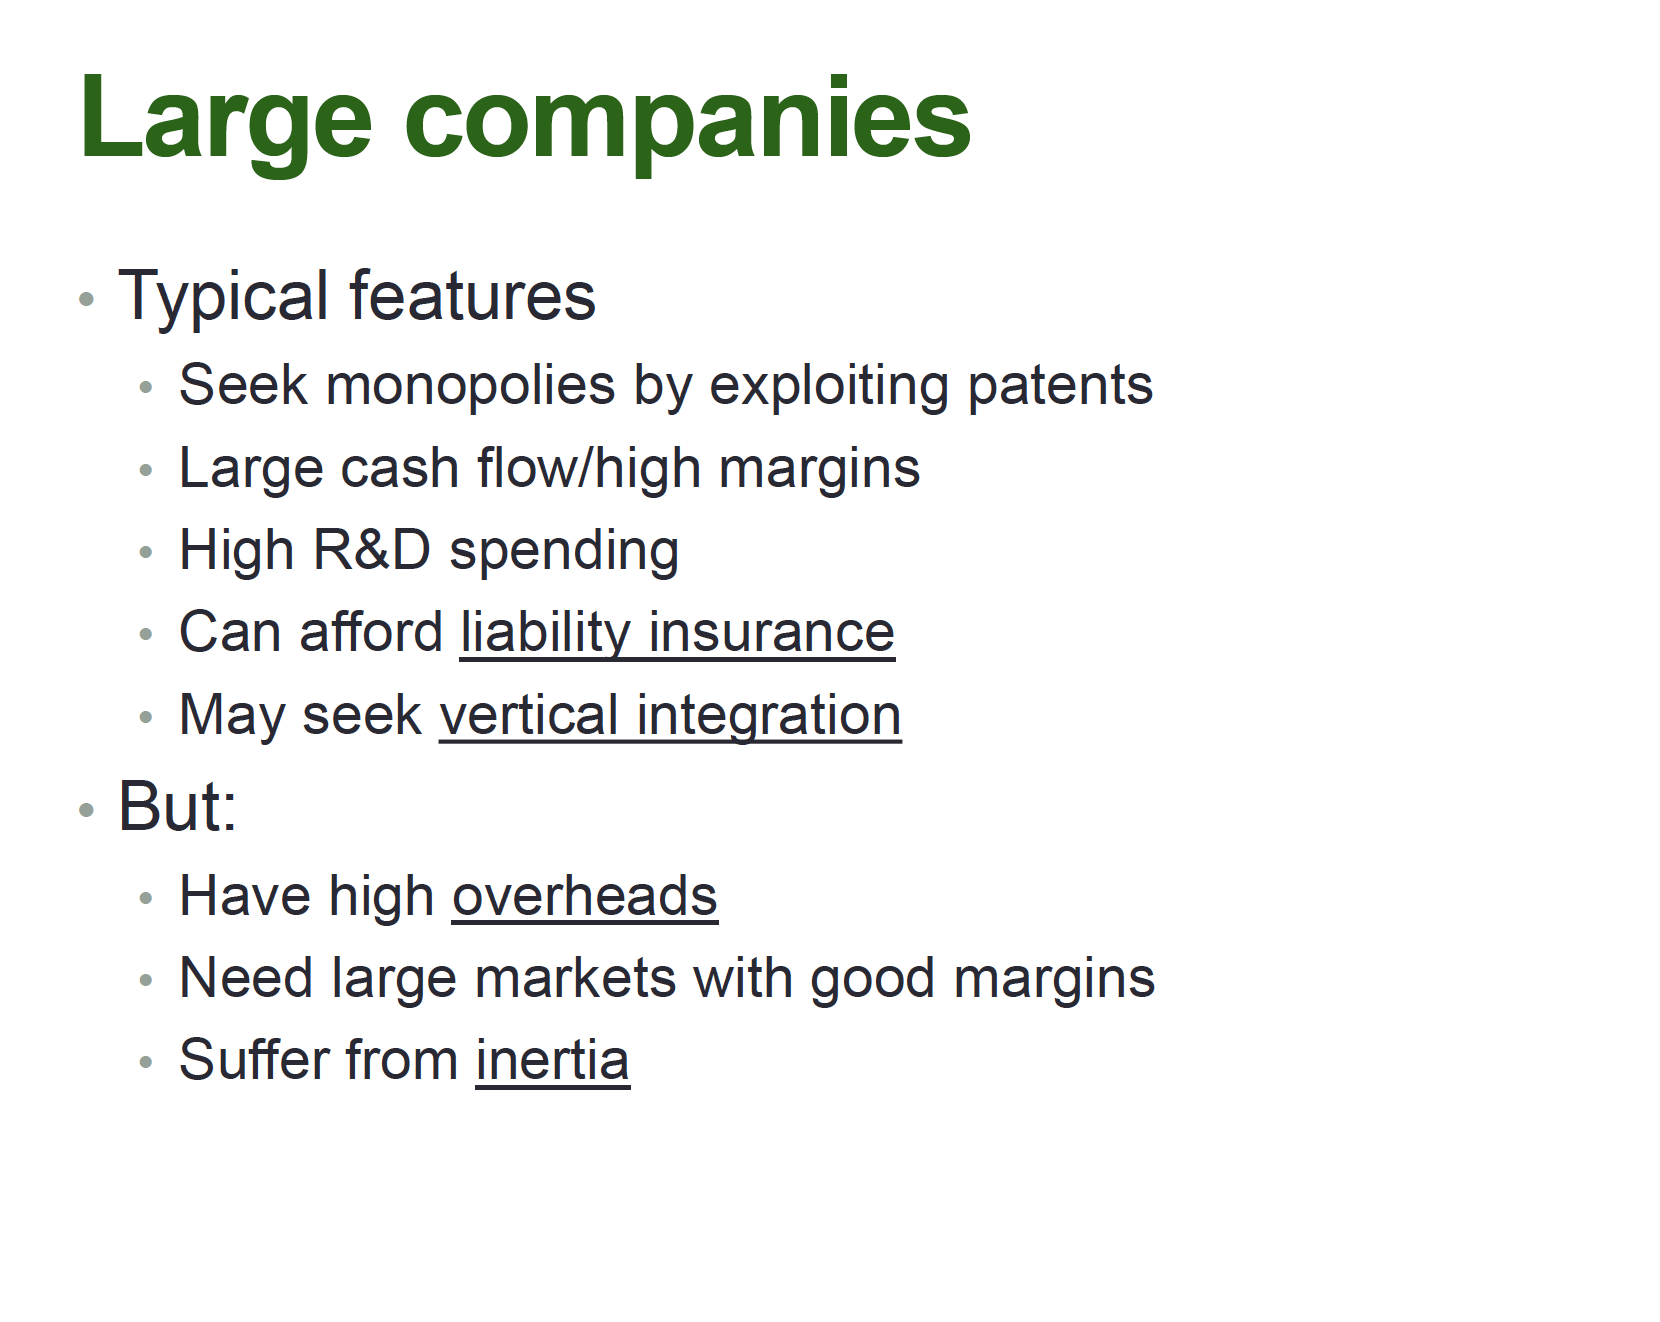 Large companies
• Typical features
• Seek monopolies by exploiting patents
• Large cash flow/high margins
• High R&D spending
• Can afford liability insurance
• May seek vertical integration
• But:
• Have high overheads
• Need large markets with good margins
• Suffer from inertia